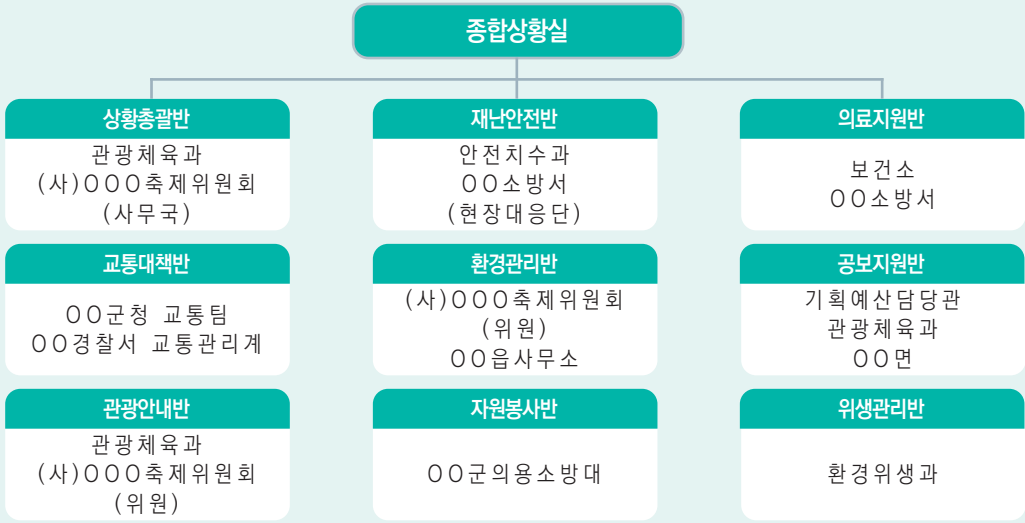 종합상황실
상황총괄반
관광체육과
(사)OOO축제위원회
(사무국)
재난안전반
안전치수과
OO소방서
(현장대응단)
의료지원반
보건소
OO소방서
교통대책반
OO군청 교통팀
OO경찰서 교통관리계
환경관리반
(사)OOO축제위원회
(위원)
OO읍사무소
공보지원반
기획예산담당관
관광체육과
OO면
관광안내반
관광체육과
(사)OOO축제위원회
(위원)
자원봉사반
OO군의용소방대
위생관리반
환경위생과